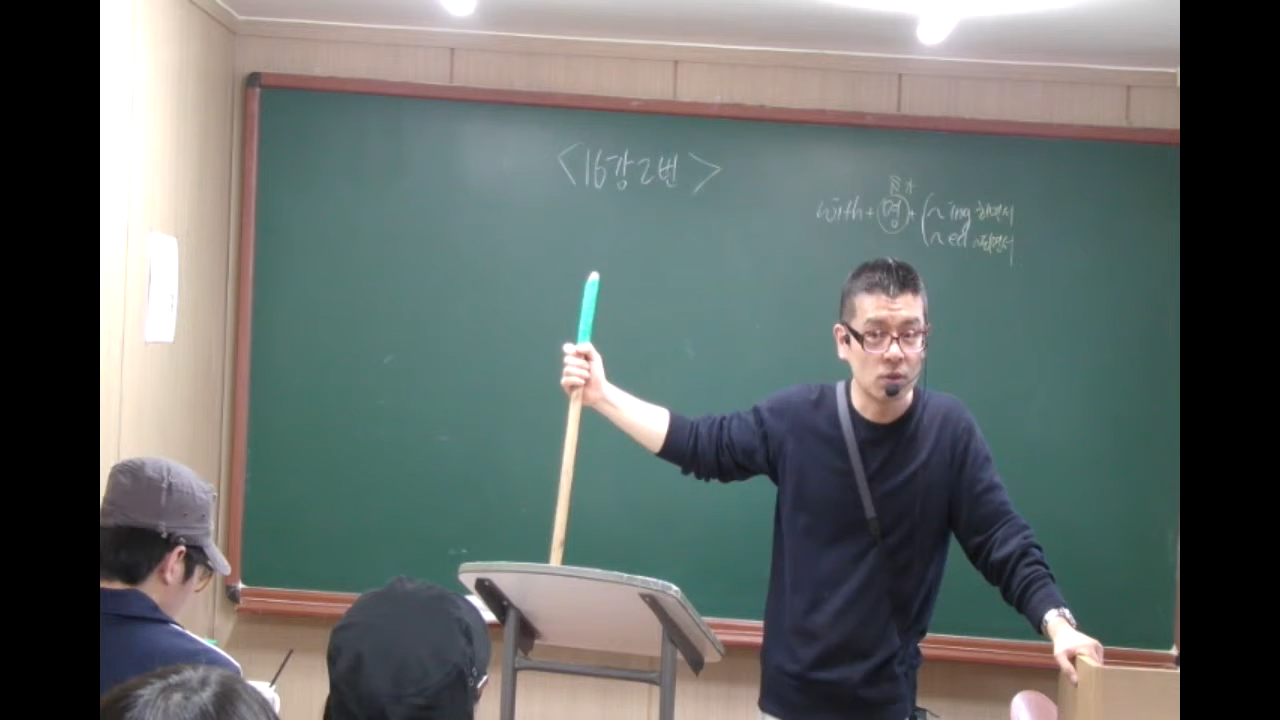 <16강 2번>
with + 명 + ~ing 하면서
~ed ~되면서